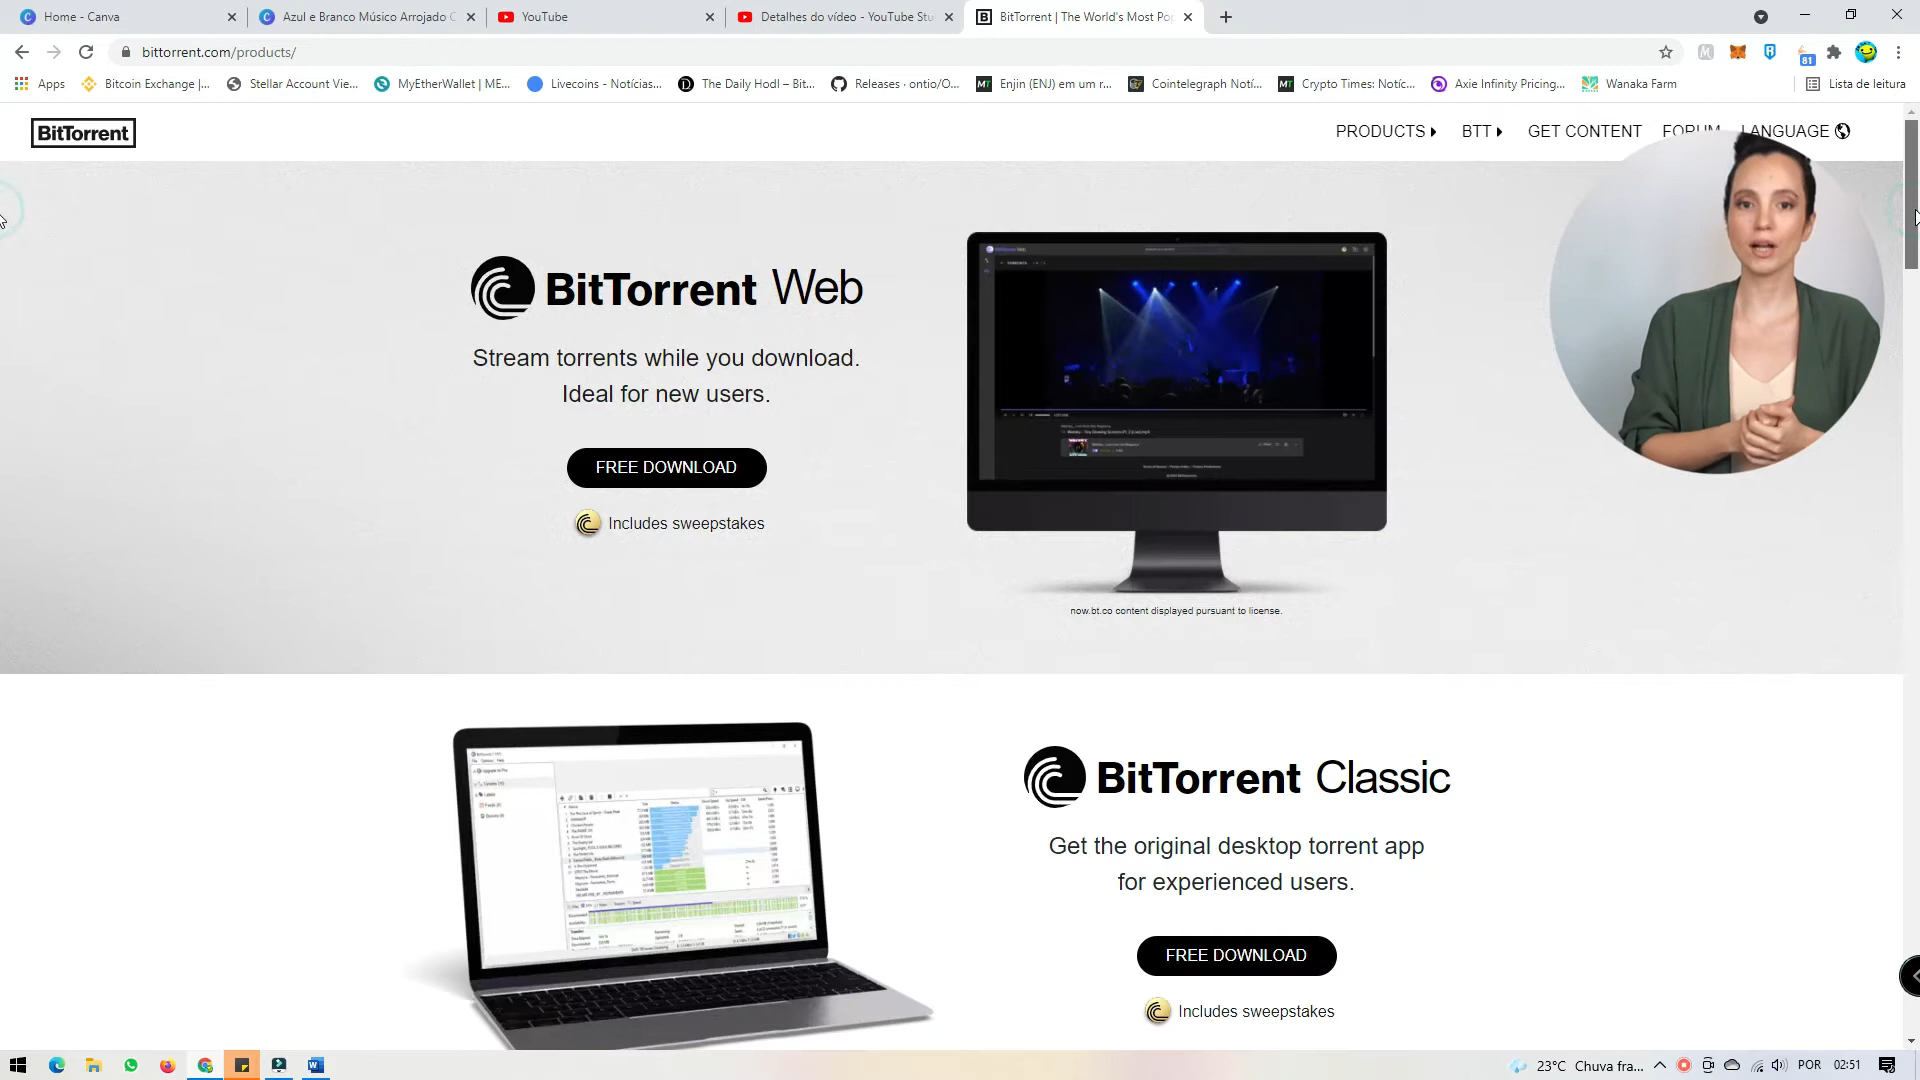 Home - Canva
Azul e Branco Músico Arrojado C
YouTube
Detalhes do vídeo - YouTube Stu
BitTorrent | The World's Most Po
bittorrent.com/products/
Apps
Bitcoin Exchange |...
Stellar Account Vie...
MyEtherWallet | ME...
Livecoins - Notícias...
The Daily Hodl – Bit...
Releases · ontio/O...
Enjin (ENJ) em um r...
Cointelegraph Notí...
Crypto Times: Notíc...
Axie Infinity Pricing...
Wanaka Farm
Lista de leitura
81
BitTorrent
PRODUCTS
BTT
GET CONTENT
FORUM
LANGUAGE
BitTorrent Web
Stream torrents while you download.
Ideal for new users.
FREE DOWNLOAD
Includes sweepstakes
now.bt.co content displayed pursuant to license.
BitTorrent Classic
Get the original desktop torrent app
for experienced users.
FREE DOWNLOAD
Includes sweepstakes
23°C Chuva fra...
POR
02:51